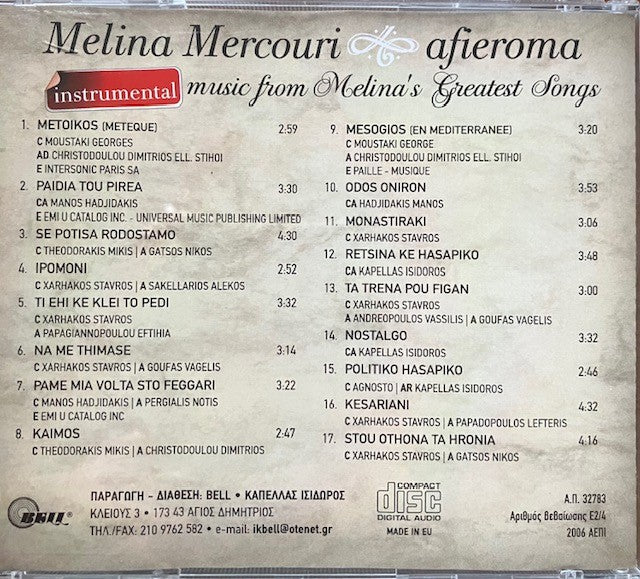 Melina Mercouri afieroma
instrumental music from Melina's Greatest Songs
1. METOIKOS (METEQUE) 2:59
C MOUSTAKI GEORGES
AD CHRISTODOULOU DIMITRIOS ELL. STIHOI
E INTERSONIC PARIS SA
2. PAIDIA TOU PIREA 3:30
CA MANOS HADJIDAKIS
E EMI U CATALOG INC. - UNIVERSAL MUSIC PUBLISHING LIMITED
3. SE POTISA RODOSTAMO 4:30
C THEODORAKIS MIKIS | A GATSOS NIKOS
4. IPOMONI 2:52
C XARHAKOS STAVROS | A SAKELLARIOS ALEKOS
5. TI EHI KE KLEI TO PEDI 3:32
C XARHAKOS STAVROS
A PAPAGIANNOPOULOU EFTIHIA
6. NA ME THIMASE 3:14
C XARHAKOS STAVROS | A GOUFAS VAGELIS
7. PAME MIA VOLTA STO FEGGARI 3:22
C MANOS HADJIDAKIS | A PERGIALIS NOTIS
E EMI U CATALOG INC
8. KAIMOS 2:47
C THEODORAKIS MIKIS | A CHRISTODOULOU DIMITRIOS
9. MESOGIOS (EN MEDITERRANEE) 3:20
C MOUSTAKI GEORGE
A CHRISTODOULOU DIMITRIOS ELL. STIHOI
E PAILLE - MUSIQUE
10. ODOS ONIRON 3:53
CA HADJIDAKIS MANOS
11. MONASTIRAKI 3:06
C XARHAKOS STAVROS
12. RETSINA KE HASAPIKO 3:48
CA KAPELLAS ISIDOROS
13. TA TRENA POU FIGAN 3:00
C XARHAKOS STAVROS
A ANDREOPOULOS VASSILIS | A GOUFAS VAGELIS
14. NOSTALGO 3:32
CA KAPELLAS ISIDOROS
15. POLITIKO HASAPIKO 2:46
C AGNOSTO | AR KAPELLAS ISIDOROS
16. KESARIANI 4:32
C XARHAKOS STAVROS | A PAPADOPOULOS LEFTERIS
17. STOU OTHONA TA HRONIA 4:16
C XARHAKOS STAVROS | A GATSOS NIKOS
BELL
ΠΑΡΑΓΩΓΗ - ΔΙΑΘΕΣΗ: BELL • ΚΑΠΕΛΛΑΣ ΙΣΙΔΩΡΟΣ
ΚΛΕΙΟΥΣ 3 • 173 43 ΑΓΙΟΣ ΔΗΜΗΤΡΙΟΣ
ΤΗΛ./FAX: 210 9762 582 • e-mail: ikbell@otenet.gr
COMPACT
disc
DIGITAL AUDIO
MADE IN EU
Α.Π. 32783
Αριθμός Βεβαίωσης Ε2/4
2006 ΑΕΠΙ